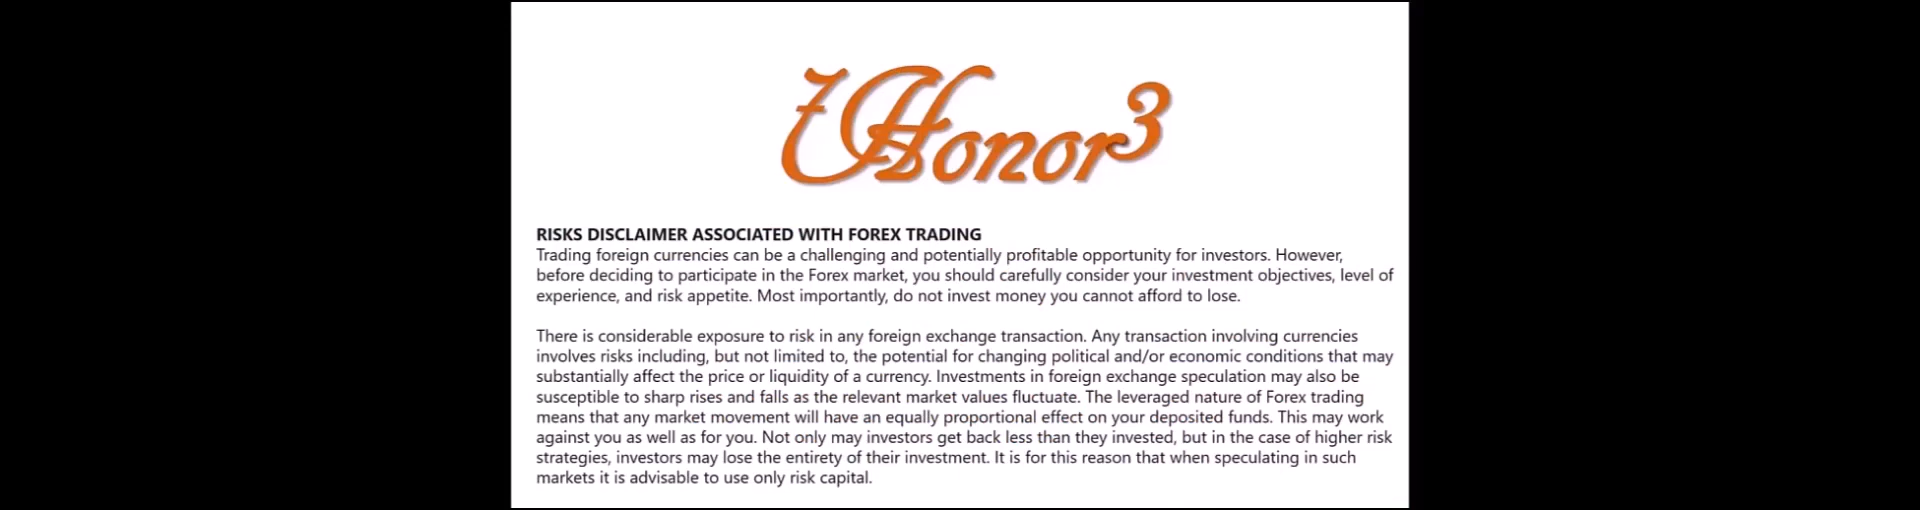 Honor3
RISKS DISCLAIMER ASSOCIATED WITH FOREX TRADING
Trading foreign currencies can be a challenging and potentially profitable opportunity for investors. However,
before deciding to participate in the Forex market, you should carefully consider your investment objectives, level of
experience, and risk appetite. Most importantly, do not invest money you cannot afford to lose.
There is considerable exposure to risk in any foreign exchange transaction. Any transaction involving currencies
involves risks including, but not limited to, the potential for changing political and/or economic conditions that may
substantially affect the price or liquidity of a currency. Investments in foreign exchange speculation may also be
susceptible to sharp rises and falls as the relevant market values fluctuate. The leveraged nature of Forex trading
means that any market movement will have an equally proportional effect on your deposited funds. This may work
against you as well as for you. Not only may investors get back less than they invested, but in the case of higher risk
strategies, investors may lose the entirety of their investment. It is for this reason that when speculating in such
markets it is advisable to use only risk capital.